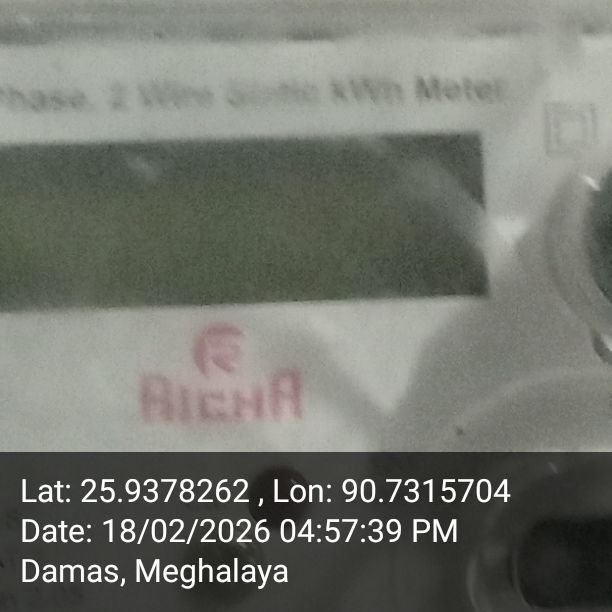 Phase, 2 Wire Static kWh Meter
RICHA
Lat: 25.9378262 , Lon: 90.7315704
Date: 18/02/2026 04:57:39 PM
Damas, Meghalaya